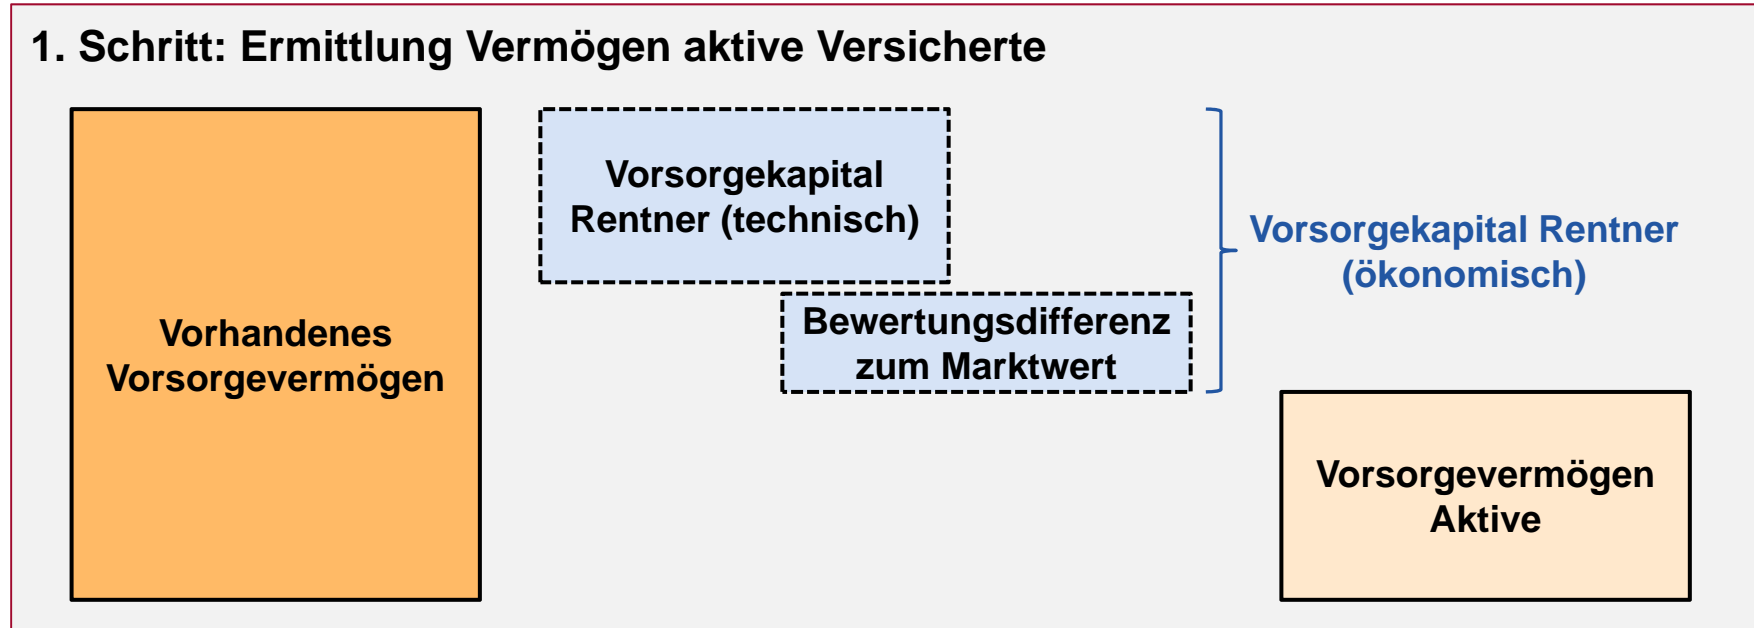 1. Schritt: Ermittlung Vermögen aktive Versicherte
Vorhandenes
Vorsorgevermögen
Vorsorgekapital
Rentner (technisch)
Bewertungsdifferenz
zum Marktwert
Vorsorgekapital Rentner
(ökonomisch)
Vorsorgevermögen
Aktive